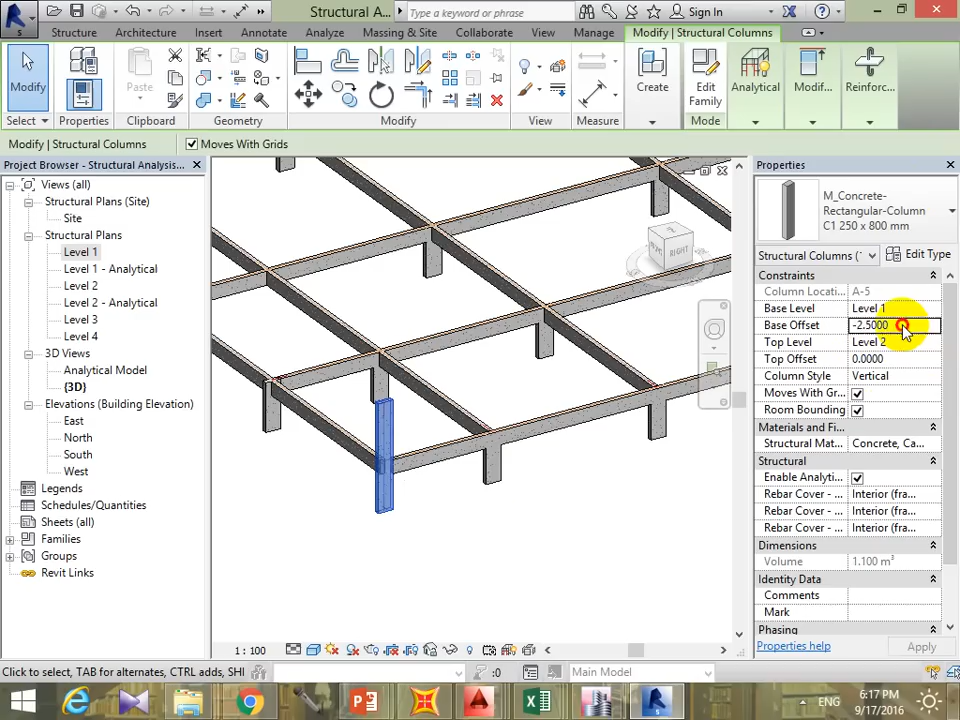 Structural A...
Type a keyword or phrase
Sign In
Structure Architecture Insert Annotate Analyze Massing & Site Collaborate View Manage Modify | Structural Columns
Modify
Properties
Paste
Create
Edit
Family
Analytical
Modif...
Reinforc...
Select Properties Clipboard Geometry Modify View Measure Mode
Modify | Structural Columns
Moves With Grids
Project Browser - Structural Analysis...
Views (all)
Structural Plans (Site)
Site
Structural Plans
Level 1
Level 1 - Analytical
Level 2
Level 2 - Analytical
Level 3
Level 4
3D Views
Analytical Model
{3D}
Elevations (Building Elevation)
East
North
South
West
Legends
Schedules/Quantities
Sheets (all)
Families
Groups
Revit Links
RIGHT
Properties
M_Concrete-
Rectangular-Column
C1 250 x 800 mm
Structural Columns (
Edit Type
Constraints
Column Locati... A-5
Base Level Level 1
Base Offset -2.5000
Top Level Level 2
Top Offset 0.0000
Column Style Vertical
Moves With Gr...
Room Bounding
Materials and Fi...
Structural Mat... Concrete, Ca...
Structural
Enable Analyti...
Rebar Cover - ... Interior (fra...
Rebar Cover - ... Interior (fra...
Rebar Cover - ... Interior (fra...
Dimensions
Volume 1.100 m³
Identity Data
Comments
Mark
Phasing
Properties help
Apply
1 : 100
Click to select, TAB for alternates, CTRL adds, SHI
:0
Main Model
ENG
6:17 PM
9/17/2016